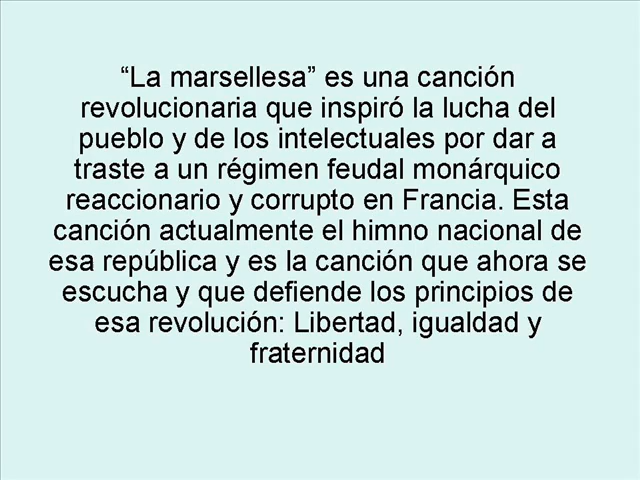 “La marsellesa” es una canción
revolucionaria que inspiró la lucha del
pueblo y de los intelectuales por dar a
traste a un régimen feudal monárquico
reaccionario y corrupto en Francia. Esta
canción actualmente el himno nacional de
esa república y es la canción que ahora se
escucha y que defiende los principios de
esa revolución: Libertad, igualdad y
fraternidad